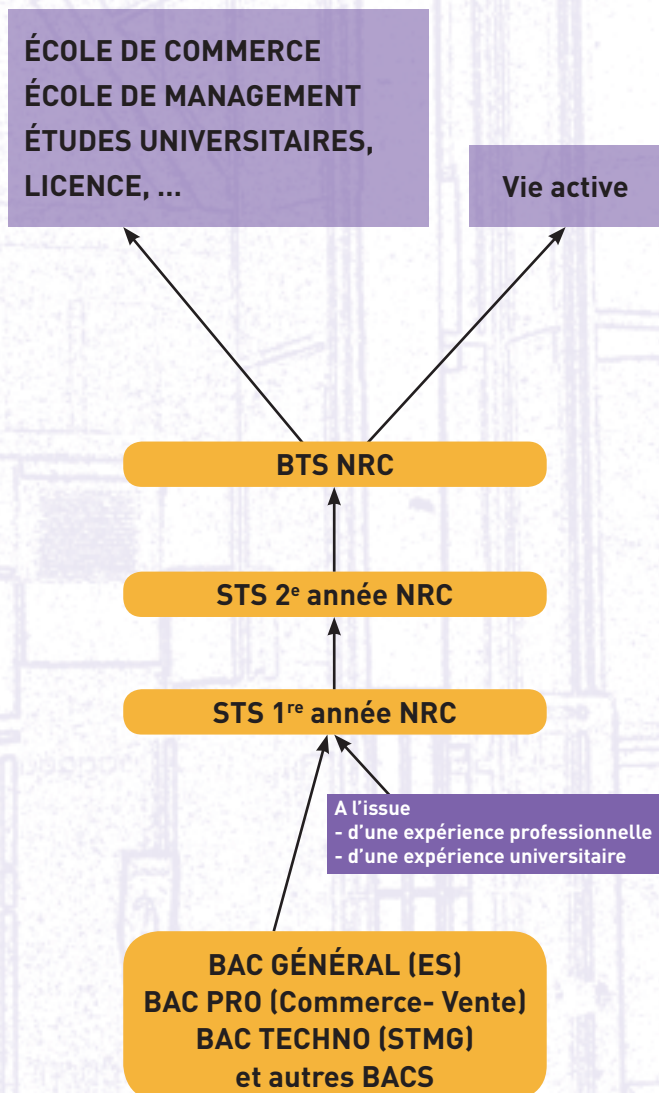 ÉCOLE DE COMMERCE
ÉCOLE DE MANAGEMENT
ÉTUDES UNIVERSITAIRES,
LICENCE, ...
Vie active
BTS NRC
STS 2e année NRC
STS 1re année NRC
A l'issue
- d'une expérience professionnelle
- d'une expérience universitaire
BAC GÉNÉRAL (ES)
BAC PRO (Commerce- Vente)
BAC TECHNO (STMG)
et autres BACS